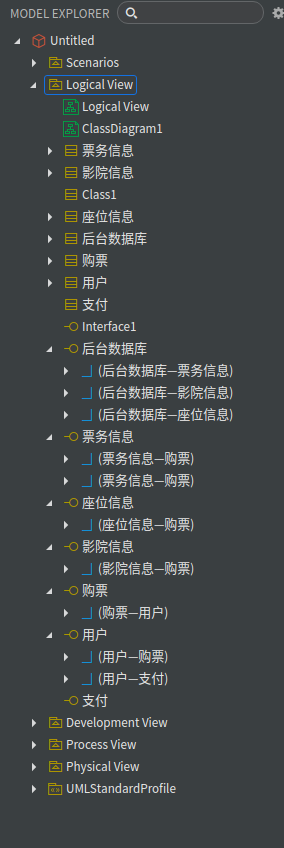 MODEL EXPLORER
Untitled
Scenarios
Logical View
Logical View
ClassDiagram1
票务信息
影院信息
Class1
座位信息
后台数据库
购票
用户
支付
Interface1
后台数据库
(后台数据库—票务信息)
(后台数据库—影院信息)
(后台数据库—座位信息)
票务信息
(票务信息—购票)
(票务信息—购票)
座位信息
(座位信息—购票)
影院信息
(影院信息—购票)
购票
(购票—用户)
用户
(用户—购票)
(用户—支付)
支付
Development View
Process View
Physical View
UMLStandardProfile